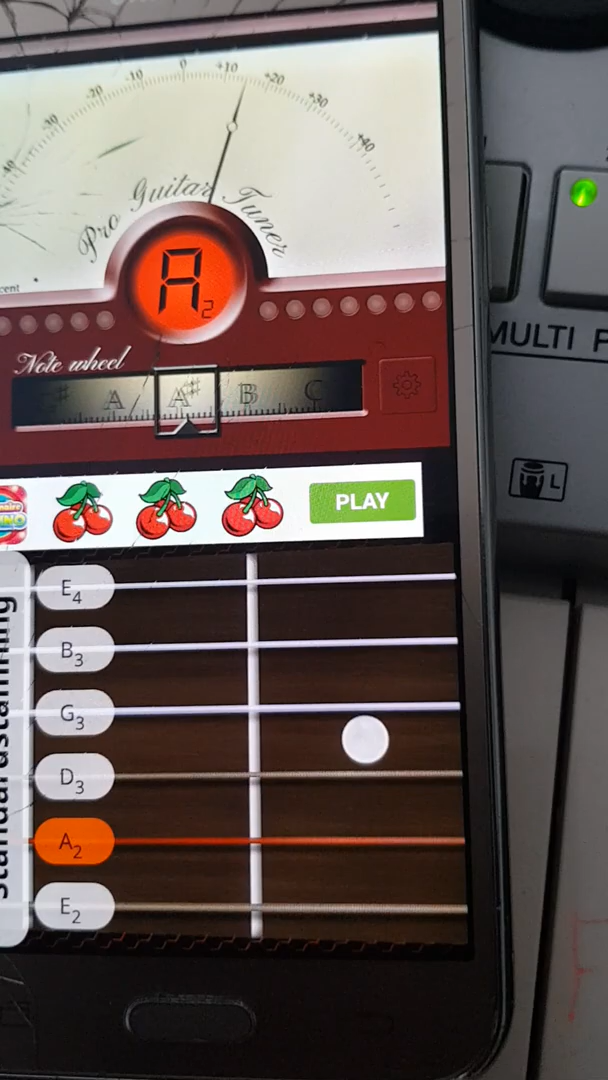 -40 -30 -20 -10 0 +10 +20 +30 +40
Pro Guitar Tuner
cent
A2
Note wheel
A A# B C
PLAY
E4
B3
G3
D3
A2
E2
MULTI P
L